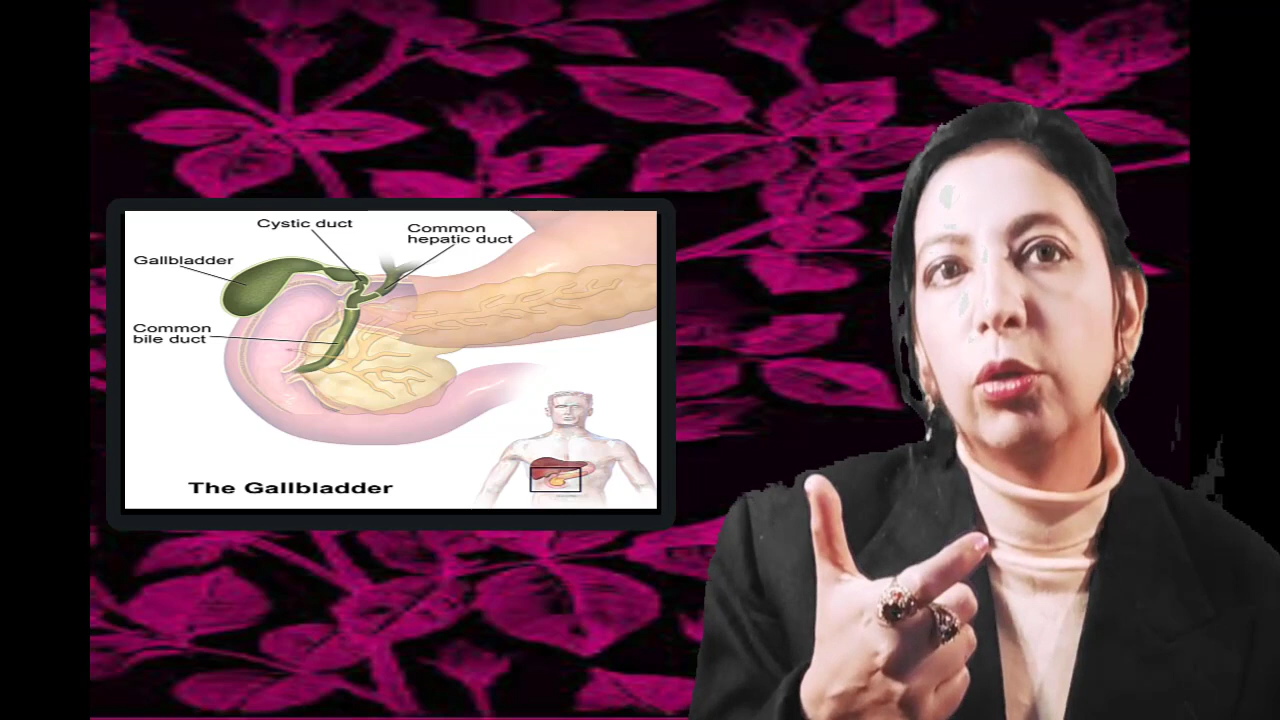 Cystic duct
Common
hepatic duct
Gallbladder
Common
bile duct
The Gallbladder